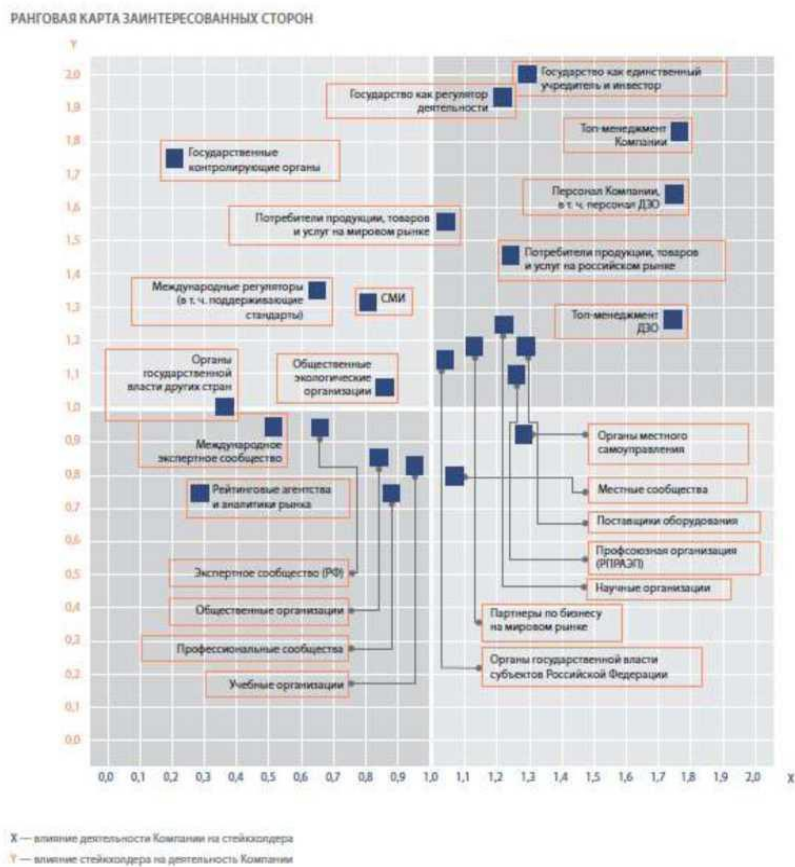 РАНГОВАЯ КАРТА ЗАИНТЕРЕСОВАННЫХ СТОРОН
Y
2,0
1,9
1,8
1,7
1,6
1,5
1,4
1,3
1,2
1,1
1,0
0,9
0,8
0,7
0,6
0,5
0,4
0,3
0,2
0,1
0,0
Государство как единственный
учредитель и инвестор
Государство как регулятор
деятельности
Топ-менеджмент
Компании
Государственные
контролирующие органы
Персонал Компании,
в т. ч. персонал ДЗО
Потребители продукции, товаров
и услуг на мировом рынке
Потребители продукции, товаров
и услуг на российском рынке
Международные регуляторы
(в т. ч. поддерживающие
стандарты)
СМИ
Топ-менеджмент
ДЗО
Органы
государственной
власти других стран
Общественные
экологические
организации
Международное
экспертное сообщество
Органы местного
самоуправления
Рейтинговые агентства
и аналитики рынка
Местные сообщества
Поставщики оборудования
Профсоюзная организация
(РПРАЭП)
Экспертное сообщество (РФ)
Научные организации
Общественные организации
Партнеры по бизнесу
на мировом рынке
Профессиональные сообщества
Органы государственной власти
субъектов Российской Федерации
Учебные организации
0,0 0,1 0,2 0,3 0,4 0,5 0,6 0,7 0,8 0,9 1,0 1,1 1,2 1,3 1,4 1,5 1,6 1,7 1,8 1,9 2,0 X
X — влияние деятельности Компании на стейкхолдера
Y — влияние стейкхолдера на деятельность Компании